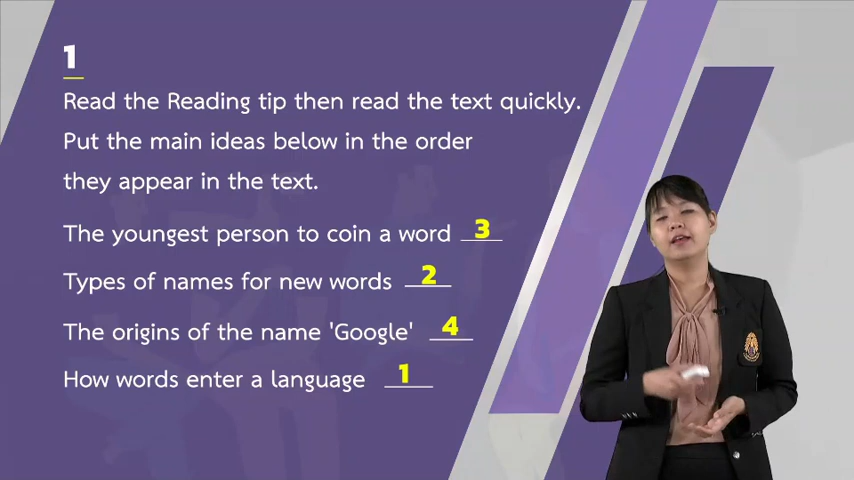 1
Read the Reading tip then read the text quickly.
Put the main ideas below in the order
they appear in the text.
The youngest person to coin a word 3
Types of names for new words 2
The origins of the name 'Google' 4
How words enter a language 1